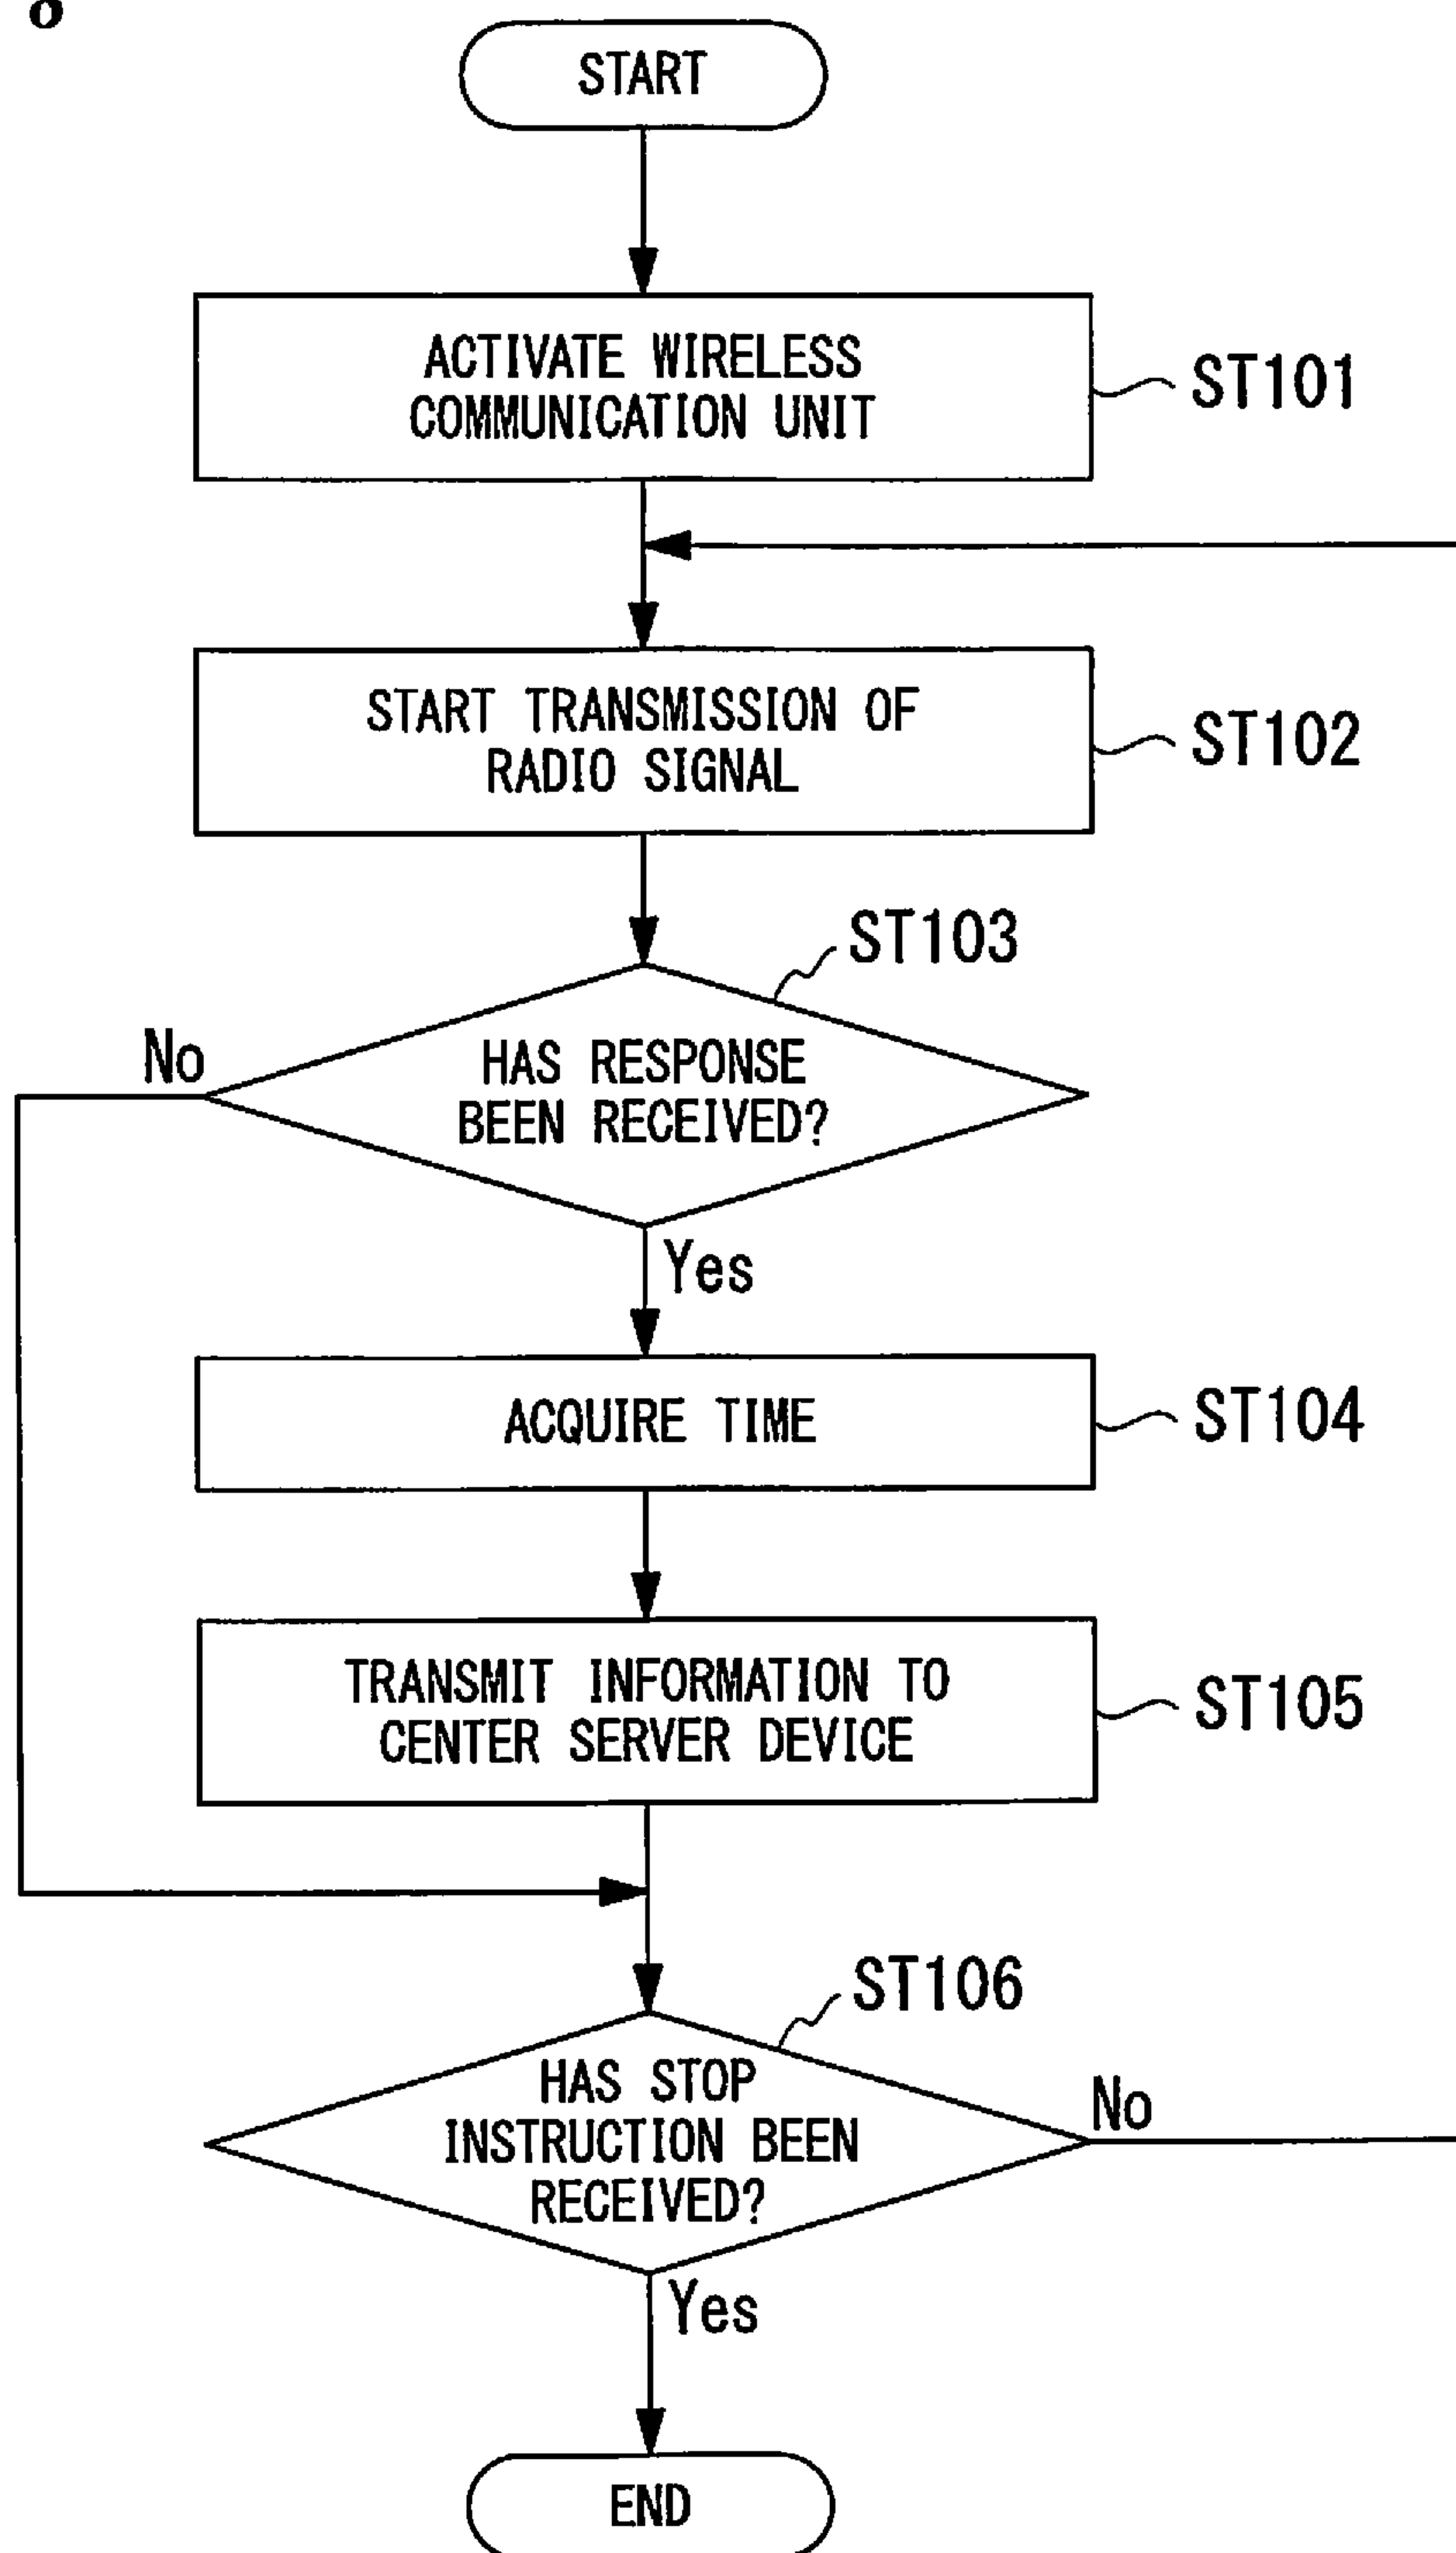 START
ACTIVATE WIRELESS
COMMUNICATION UNIT
ST101
START TRANSMISSION OF
RADIO SIGNAL
ST102
ST103
HAS RESPONSE
BEEN RECEIVED?
No
Yes
ACQUIRE TIME
ST104
TRANSMIT INFORMATION TO
CENTER SERVER DEVICE
ST105
ST106
HAS STOP
INSTRUCTION BEEN
RECEIVED?
No
Yes
END